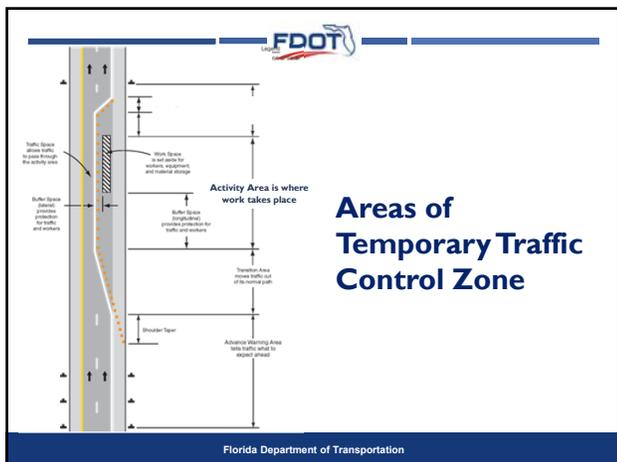 FDOT
Legend
Traffic Space
allows traffic
to pass through
the activity area
Work Space
is set aside for
workers, equipment,
and material storage
Activity Area is where
work takes place
Buffer Space
(lateral)
provides
protection
for traffic
and workers
Buffer Space
(longitudinal)
provides protection for
traffic and workers
Transition Area
moves traffic out
of its normal path
Shoulder Taper
Advance Warning Area
tells traffic what to
expect ahead
Areas of
Temporary Traffic
Control Zone
Florida Department of Transportation